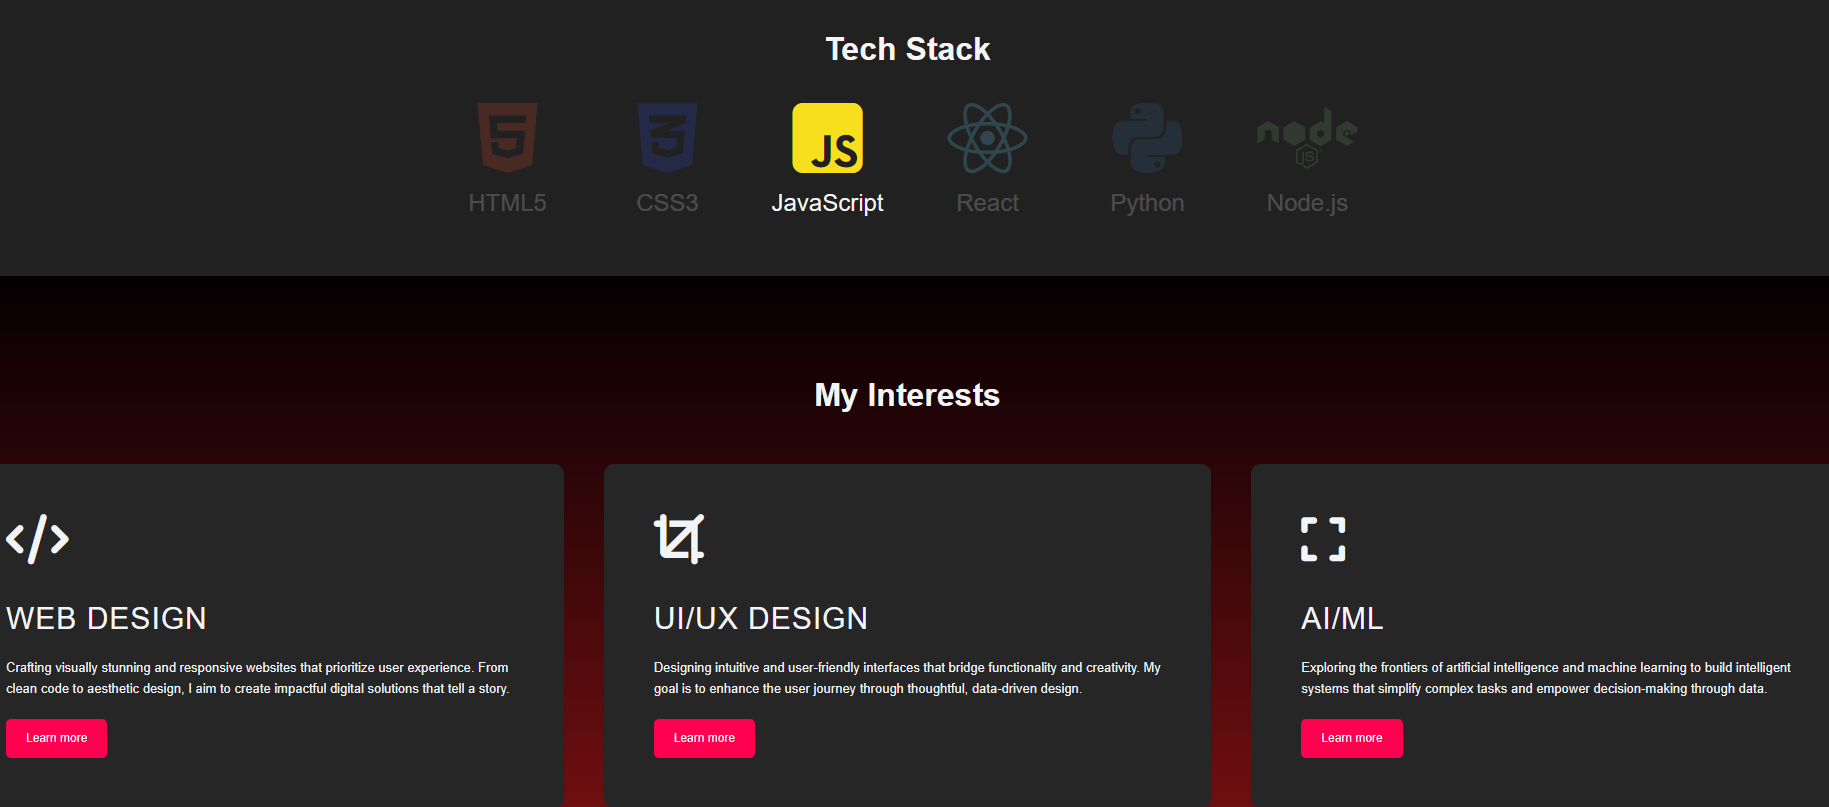 Tech Stack
JS
node
JS
HTML5
CSS3
JavaScript
React
Python
Node.js
My Interests
WEB DESIGN
Crafting visually stunning and responsive websites that prioritize user experience. From
clean code to aesthetic design, I aim to create impactful digital solutions that tell a story.
Learn more
UI/UX DESIGN
Designing intuitive and user-friendly interfaces that bridge functionality and creativity. My
goal is to enhance the user journey through thoughtful, data-driven design.
Learn more
AI/ML
Exploring the frontiers of artificial intelligence and machine learning to build intelligent
systems that simplify complex tasks and empower decision-making through data.
Learn more